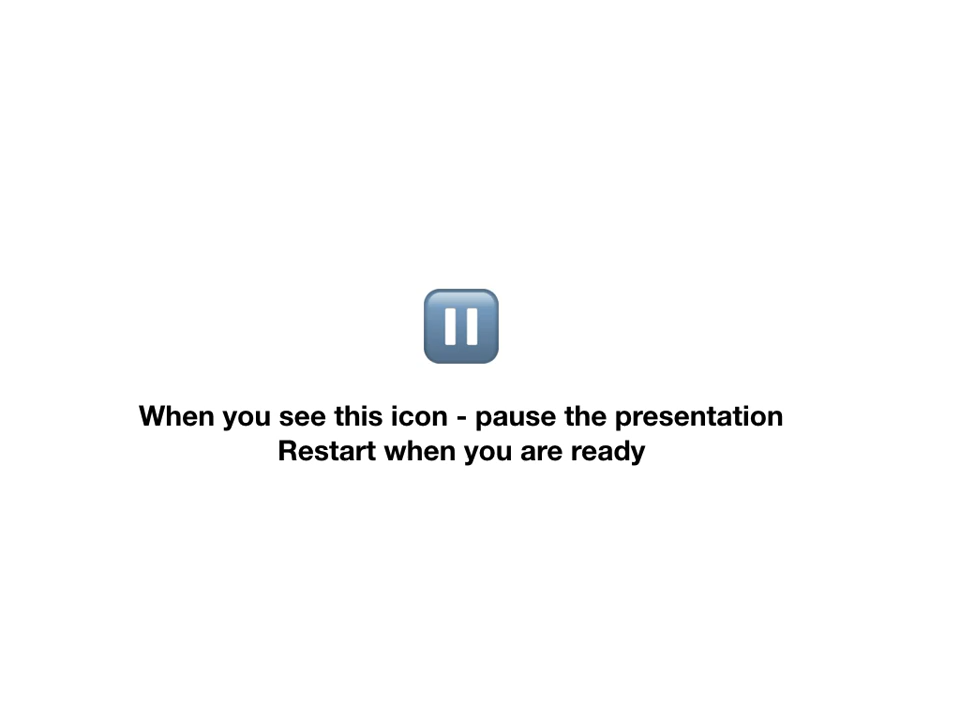 When you see this icon - pause the presentation
Restart when you are ready